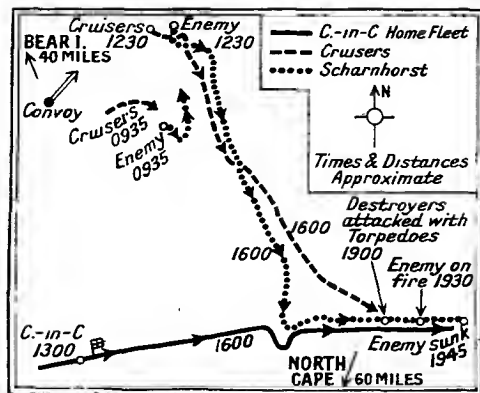 Cruisers
1230
Enemy
1230
BEAR I.
40 MILES
Convoy
Cruisers
0935
Enemy
0935
C.-in-C Home Fleet
Cruisers
Scharnhorst
N
Times & Distances
Approximate
Destroyers
attacked with
Torpedoes
1900
1600
1600
Enemy on
fire 1930
C.-in-C
1300
1600
Enemy sunk
1945
NORTH
CAPE
60 MILES